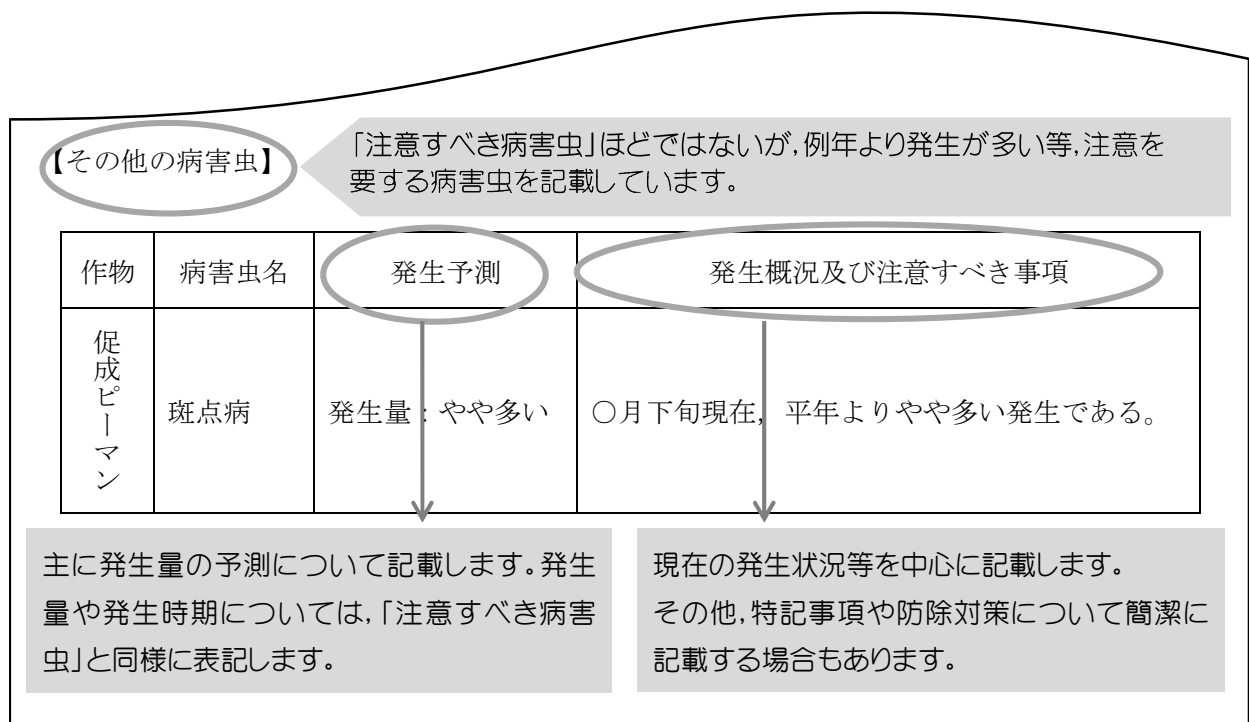 【その他の病害虫】
「注意すべき病害虫」ほどではないが,例年より発生が多い等,注意を
要する病害虫を記載しています。
作物 病害虫名 発生予測 発生概況及び注意すべき事項
促成ピーマン 斑点病 発生量：やや多い ○月下旬現在，平年よりやや多い発生である。
主に発生量の予測について記載します。発生
量や発生時期については,「注意すべき病害
虫」と同様に表記します。
現在の発生状況等を中心に記載します。
その他,特記事項や防除対策について簡潔に
記載する場合もあります。